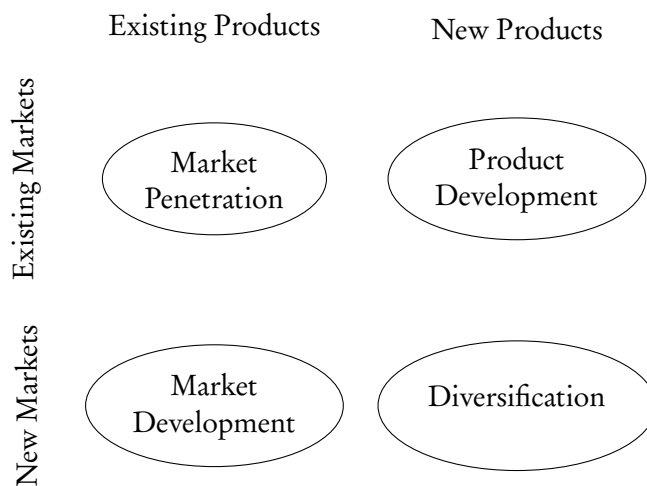 Existing Products
New Products
Existing Markets
Market
Penetration
Product
Development
New Markets
Market
Development
Diversification